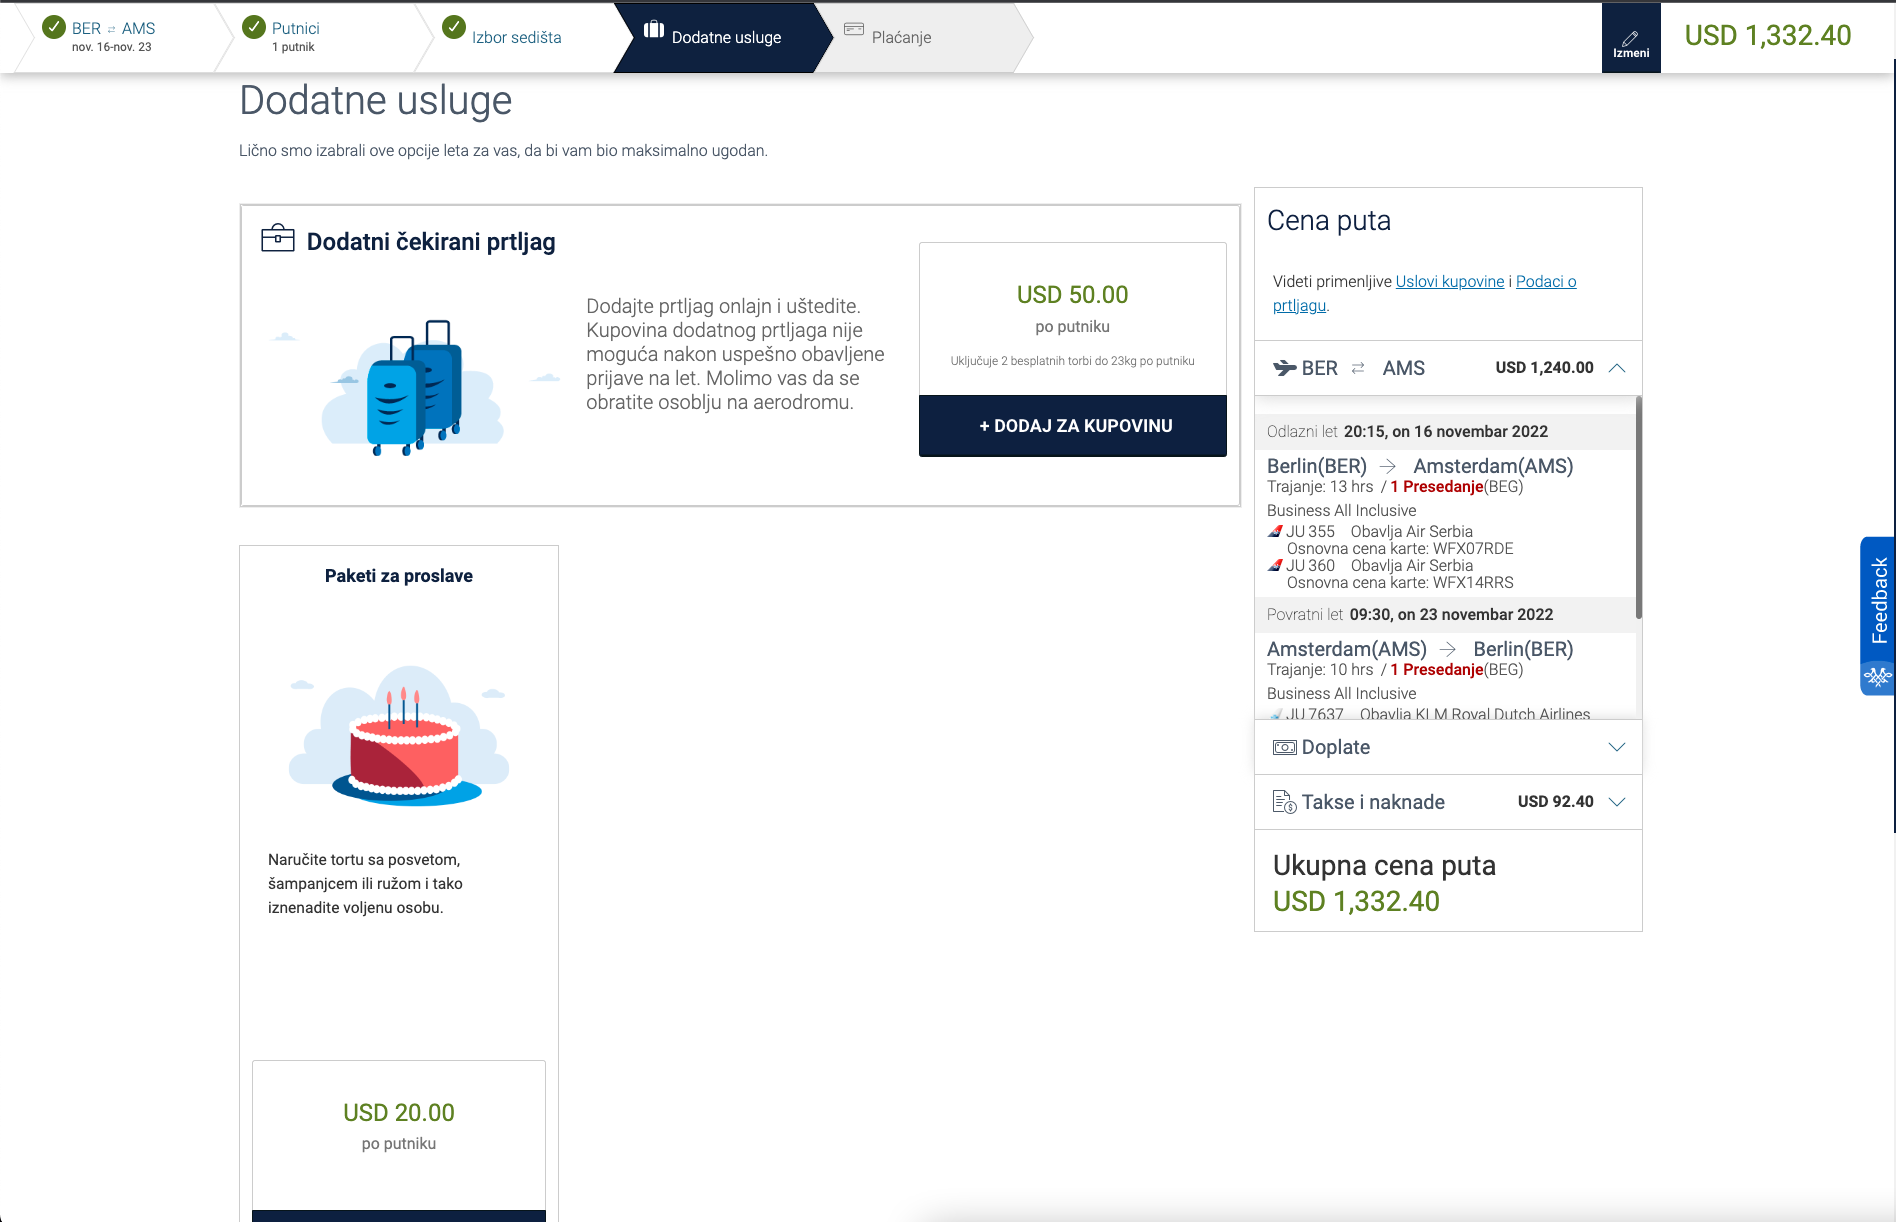 BER ⇄ AMS
nov. 16-nov. 23
Putnici
1 putnik
Izbor sedišta
Dodatne usluge
Plaćanje
Izmeni
USD 1,332.40
Dodatne usluge
Lično smo izabrali ove opcije leta za vas, da bi vam bio maksimalno ugodan.
Dodatni čekirani prtljag
Dodajte prtljag onlajn i uštedite.
Kupovina dodatnog prtljaga nije
moguća nakon uspešno obavljene
prijave na let. Molimo vas da se
obratite osoblju na aerodromu.
USD 50.00
po putniku
Uključuje 2 besplatnih torbi do 23kg po putniku
+ DODAJ ZA KUPOVINU
Paketi za proslave
Naručite tortu sa posvetom,
šampanjcem ili ružom i tako
iznenadite voljenu osobu.
USD 20.00
po putniku
Cena puta
Videti primenljive Uslovi kupovine i Podaci o
prtljagu.
BER ⇄ AMS USD 1,240.00
Odlazni let 20:15, on 16 novembar 2022
Berlin(BER) → Amsterdam(AMS)
Trajanje: 13 hrs / 1 Presedanje(BEG)
Business All Inclusive
JU 355 Obavlja Air Serbia
Osnovna cena karte: WFX07RDE
JU 360 Obavlja Air Serbia
Osnovna cena karte: WFX14RRS
Povratni let 09:30, on 23 novembar 2022
Amsterdam(AMS) → Berlin(BER)
Trajanje: 10 hrs / 1 Presedanje(BEG)
Business All Inclusive
JU 7637 Obavlja KLM Royal Dutch Airlines
Doplate
Takse i naknade USD 92.40
Ukupna cena puta
USD 1,332.40
Feedback